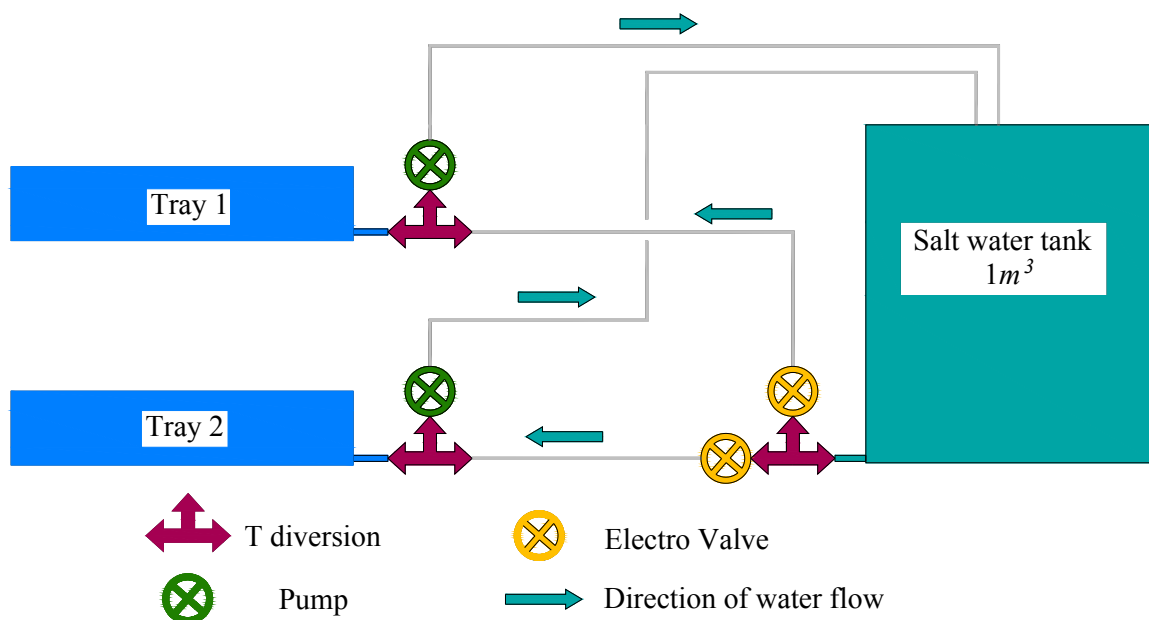 Tray 1
Salt water tank
1m³
Tray 2
T diversion
Electro Valve
Pump
Direction of water flow